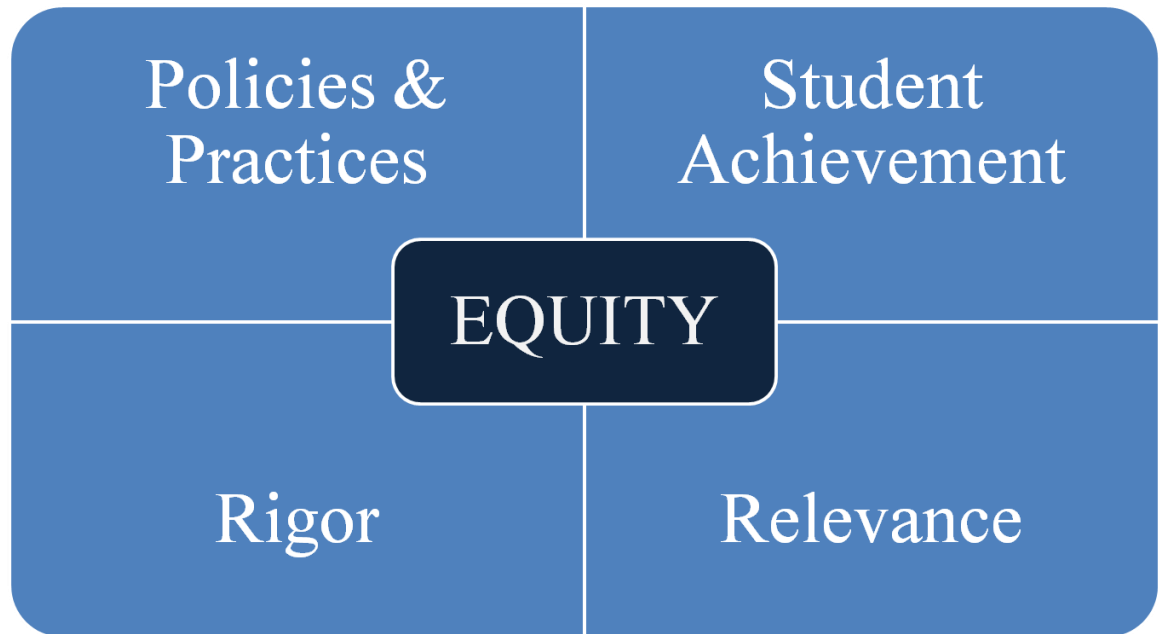 Policies &
Practices
Student
Achievement
EQUITY
Rigor
Relevance